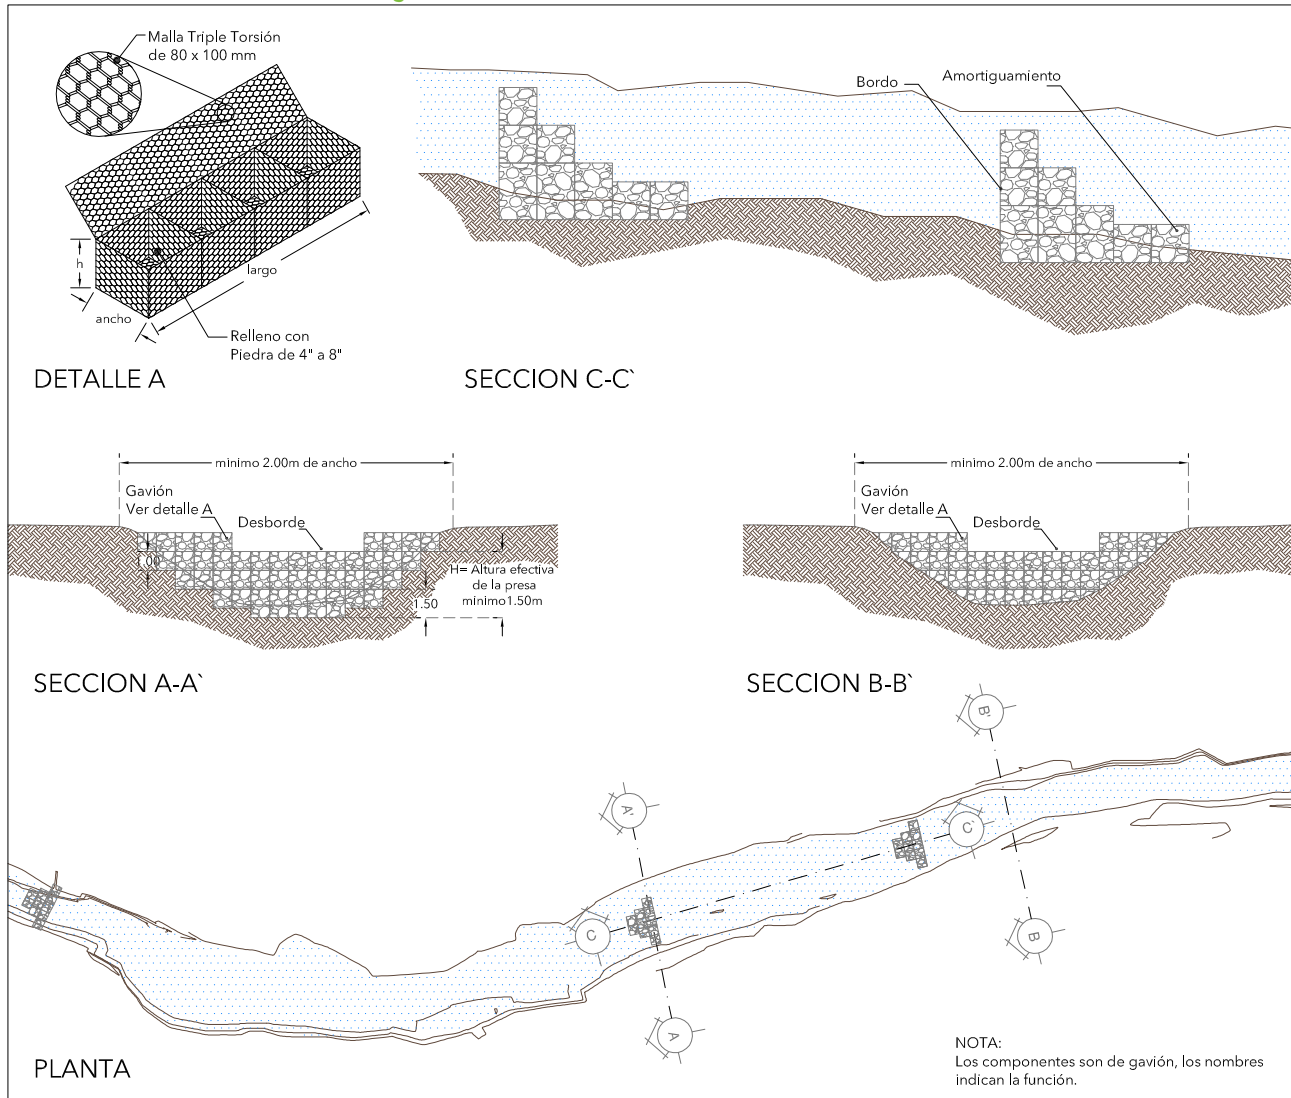 Malla Triple Torsión
de 80 x 100 mm
h
ancho
largo
Relleno con
Piedra de 4" a 8"
DETALLE A
Bordo
Amortiguamiento
SECCION C-C`
minimo 2.00m de ancho
Gavión
Ver detalle A
Desborde
1.00
1.50
H= Altura efectiva
de la presa
mínimo1.50m
SECCION A-A`
minimo 2.00m de ancho
Gavión
Ver detalle A
Desborde
SECCION B-B`
B'
A'
C'
C
B
A
PLANTA
NOTA:
Los componentes son de gavión, los nombres
indican la función.